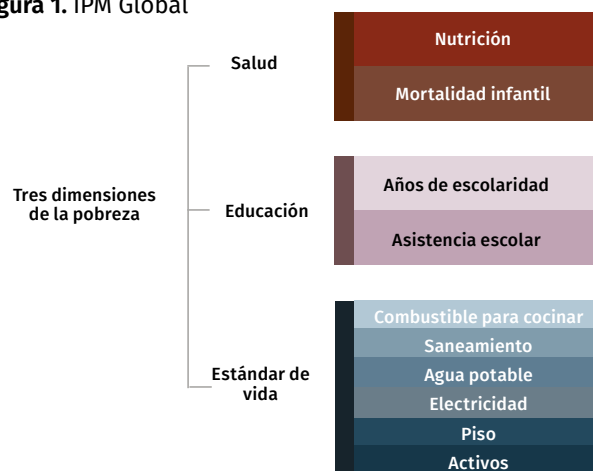 gura 1. IPM Global
Salud
Nutrición
Mortalidad infantil
Tres dimensiones
de la pobreza
Educación
Años de escolaridad
Asistencia escolar
Estándar de
vida
Combustible para cocinar
Saneamiento
Agua potable
Electricidad
Piso
Activos